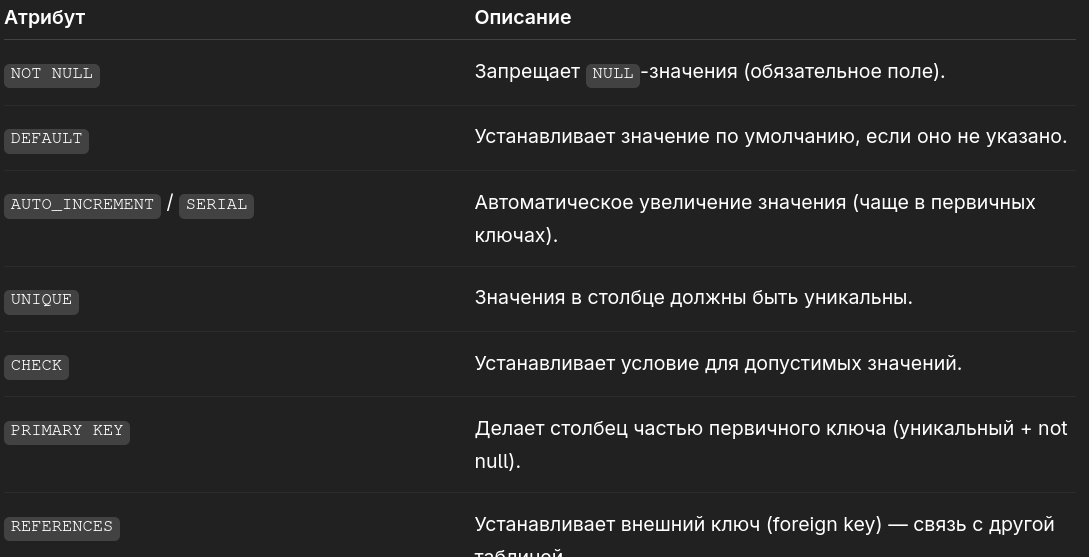 Атрибут Описание
NOT NULL Запрещает NULL-значения (обязательное поле).
DEFAULT Устанавливает значение по умолчанию, если оно не указано.
AUTO_INCREMENT / SERIAL Автоматическое увеличение значения (чаще в первичных
ключах).
UNIQUE Значения в столбце должны быть уникальны.
CHECK Устанавливает условие для допустимых значений.
PRIMARY KEY Делает столбец частью первичного ключа (уникальный + not
null).
REFERENCES Устанавливает внешний ключ (foreign key) — связь с другой
таблицей.